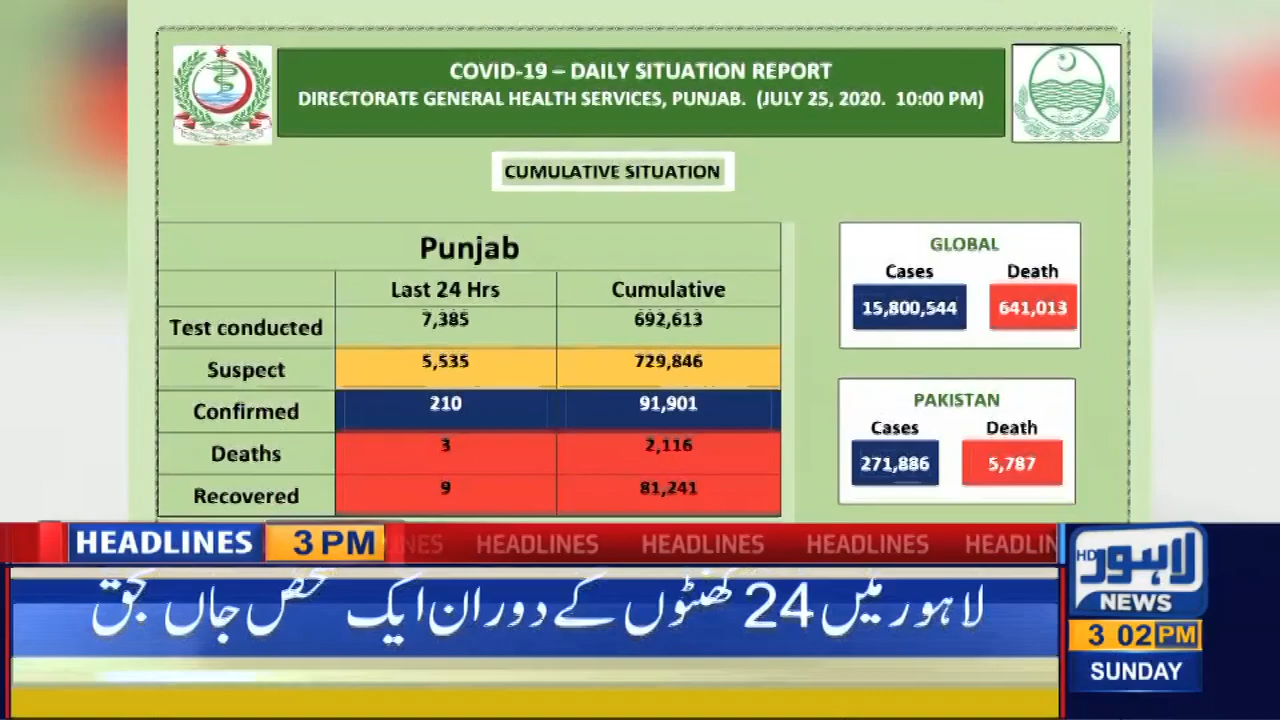 COVID-19 – DAILY SITUATION REPORT
DIRECTORATE GENERAL HEALTH SERVICES, PUNJAB. (JULY 25, 2020. 10:00 PM)
CUMULATIVE SITUATION
Punjab
Last 24 Hrs Cumulative
Test conducted 7,385 692,613
Suspect 5,535 729,846
Confirmed 210 91,901
Deaths 3 2,116
Recovered 9 81,241
GLOBAL
Cases Death
15,800,544 641,013
PAKISTAN
Cases Death
271,886 5,787
HEADLINES 3 PM
INES HEADLINES HEADLINES HEADLINES HEADLIN
لاہور میں 24 گھنٹوں کے دوران ایک شخص جاں بحق
لاہور HD
NEWS
3 02 PM
SUNDAY